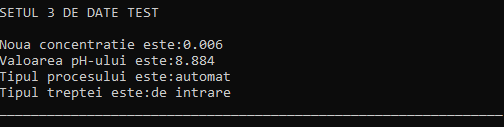 SETUL 3 DE DATE TEST
Noua concentratie este:0.006
Valoarea pH-ului este:8.884
Tipul procesului este:automat
Tipul treptei este:de intrare